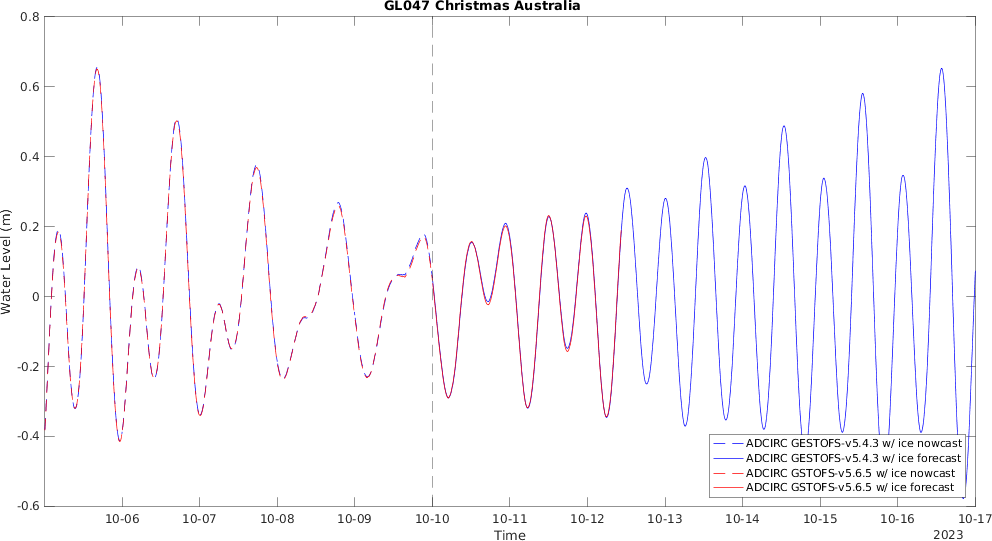 GL047 Christmas Australia
0.8
0.6
0.4
0.2
0
-0.2
-0.4
-0.6
Water Level (m)
ADCIRC GESTOFS-v5.4.3 w/ ice nowcast
ADCIRC GESTOFS-v5.4.3 w/ ice forecast
ADCIRC GSTOFS-v5.6.5 w/ ice nowcast
ADCIRC GSTOFS-v5.6.5 w/ ice forecast
10-06 10-07 10-08 10-09 10-10 10-11 10-12 10-13 10-14 10-15 10-16 10-17
Time
2023